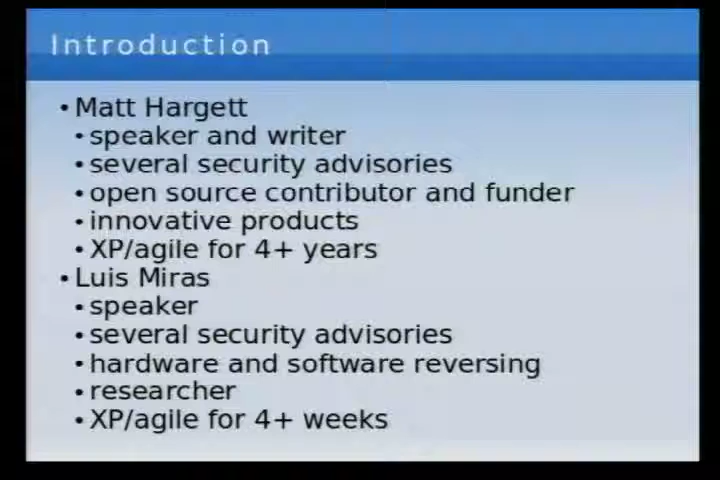 Introduction
• Matt Hargett
• speaker and writer
• several security advisories
• open source contributor and funder
• innovative products
• XP/agile for 4+ years
• Luis Miras
• speaker
• several security advisories
• hardware and software reversing
• researcher
• XP/agile for 4+ weeks